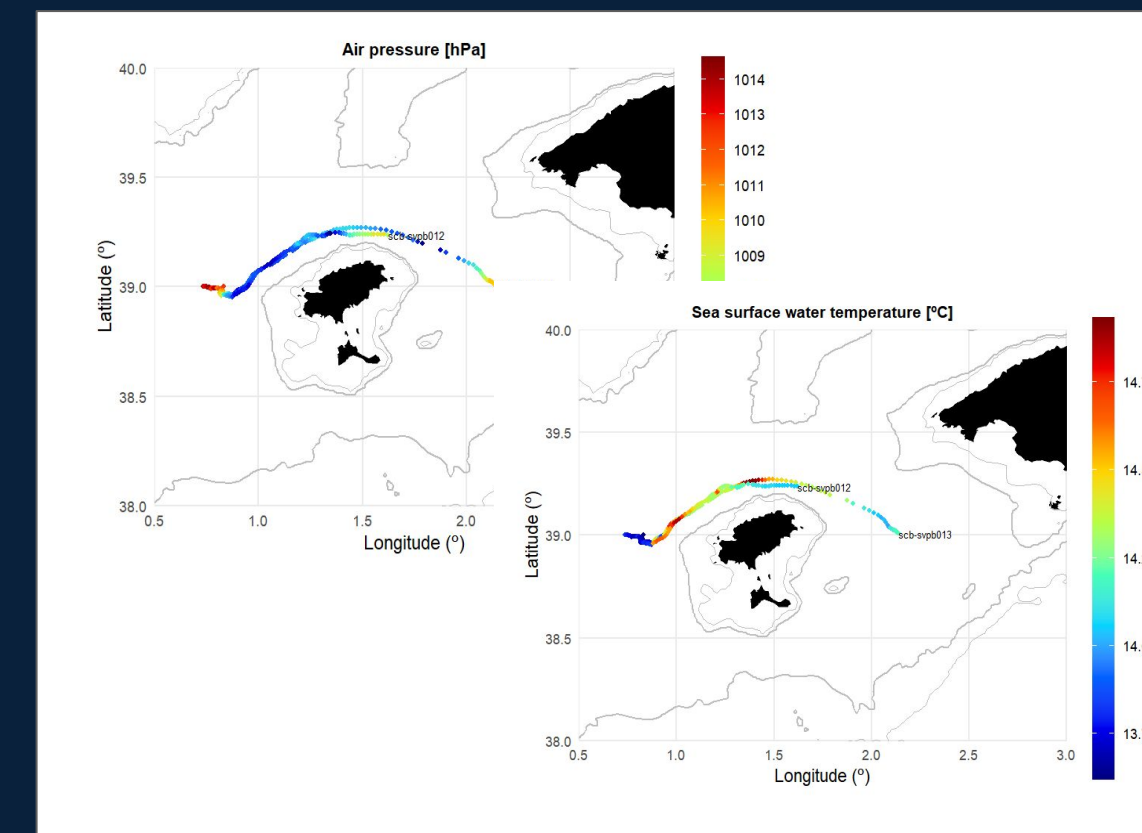 Air pressure [hPa]
40.0
39.5
39.0
38.5
38.0
Latitude (º)
0.5 1.0 1.5 2.0
Longitude (º)
scb-svpb012
1014
1013
1012
1011
1010
1009
Sea surface water temperature [ºC]
40.0
39.5
39.0
38.5
38.0
Latitude (º)
0.5 1.0 1.5 2.0 2.5 3.0
Longitude (º)
scb-svpb012
scb-svpb013
14.
14.
14.
14.
13.